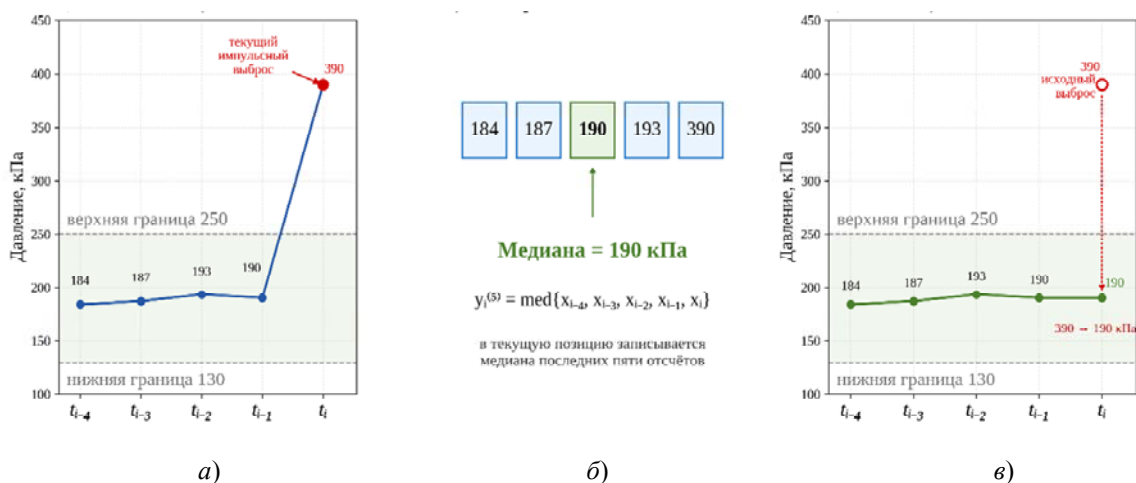 450
400
350
300
250
200
150
100
Давление, кПа
текущий
импульсный
выброс
390
верхняя граница 250
184
187
193
190
нижняя граница 130
t_{i–4}
t_{i–3}
t_{i–2}
t_{i–1}
t_i
а)
184 187 190 193 390
Медиана = 190 кПа
y_i^{(5)} = med{x_{i–4}, x_{i–3}, x_{i–2}, x_{i–1}, x_i}
в текущую позицию записывается
медиана последних пяти отсчётов
б)
450
400
350
300
250
200
150
100
Давление, кПа
390
исходный
выброс
верхняя граница 250
184
187
193
190
190
390 → 190 кПа
нижняя граница 130
t_{i–4}
t_{i–3}
t_{i–2}
t_{i–1}
t_i
в)